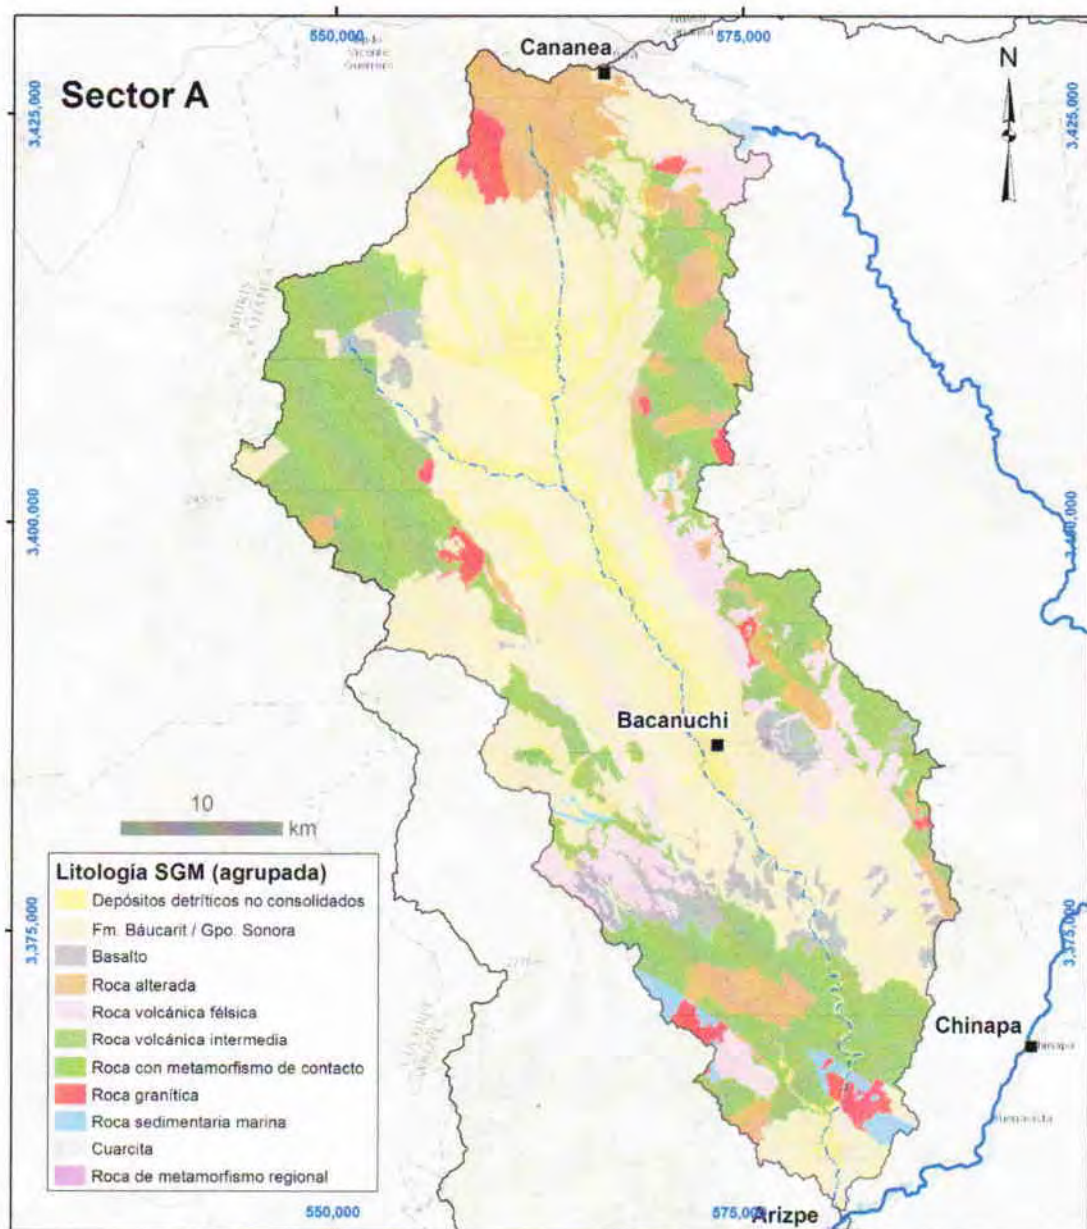 550,000
575,000
Vicente
Guerrero
Cananea
N
Sector A
3,425,000
3,425,000
3,400,000
3,400,000
Bacanuchi
10
km
Litología SGM (agrupada)
Depósitos detríticos no consolidados
Fm. Báucarit / Gpo. Sonora
Basalto
Roca alterada
Roca volcánica félsica
Roca volcánica intermedia
Roca con metamorfismo de contacto
Roca granítica
Roca sedimentaria marina
Cuarcita
Roca de metamorfismo regional
3,375,000
3,375,000
Chinapa
Buenavista
550,000
575,000
Arizpe